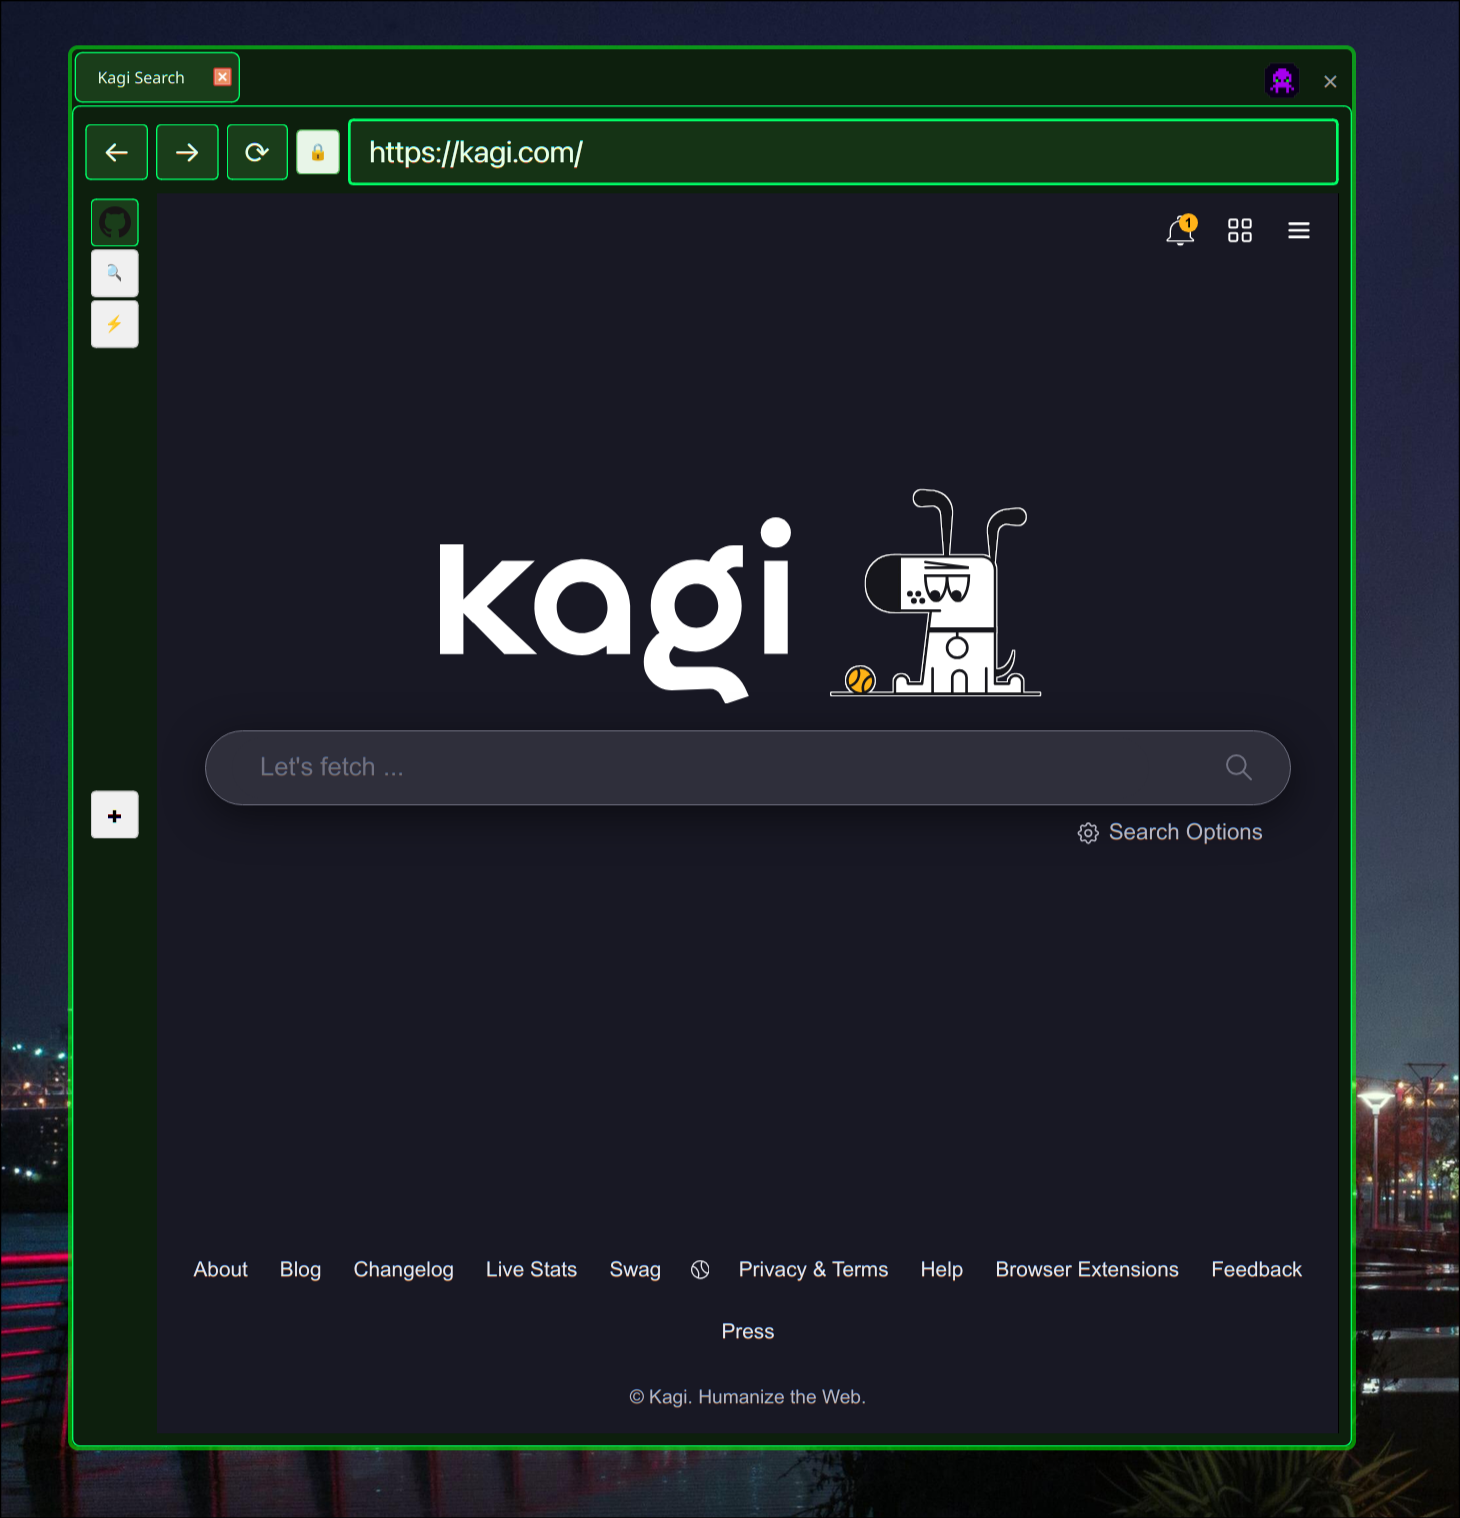 Kagi Search
https://kagi.com/
1
kagi
Let's fetch ...
Search Options
About Blog Changelog Live Stats Swag Privacy & Terms Help Browser Extensions Feedback
Press
© Kagi. Humanize the Web.